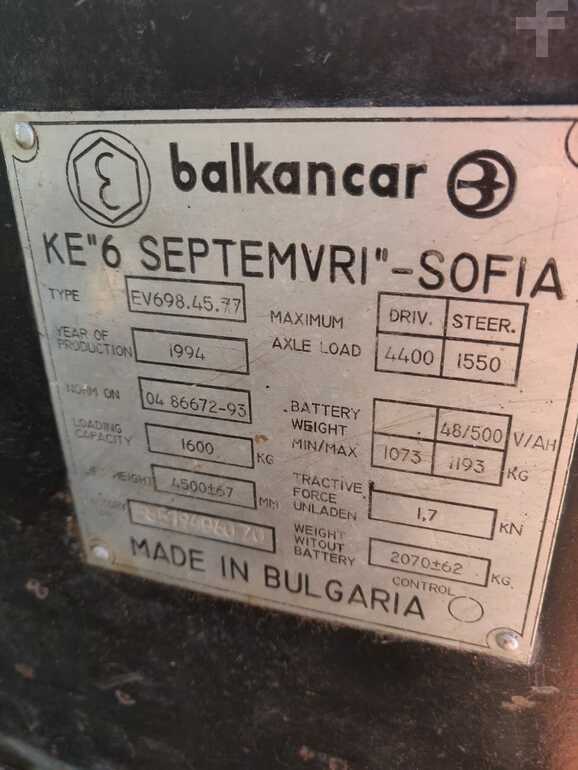 balkancar
KE"6 SEPTEMVRI"-SOFIA
TYPE EV698.45.77
YEAR OF PRODUCTION 1994
NORM ON 04 86672-93
LOADING CAPACITY 1600 KG
HEIGHT 4500±67 MM
MAXIMUM AXLE LOAD
DRIV. STEER.
4400 1550
BATTERY WEIGHT MIN/MAX
48/500 V/AH
1073 1193 KG
TRACTIVE FORCE UNLADEN 1,7 KN
WEIGHT WITOUT BATTERY 2070±62 KG.
CONTROL
MADE IN BULGARIA